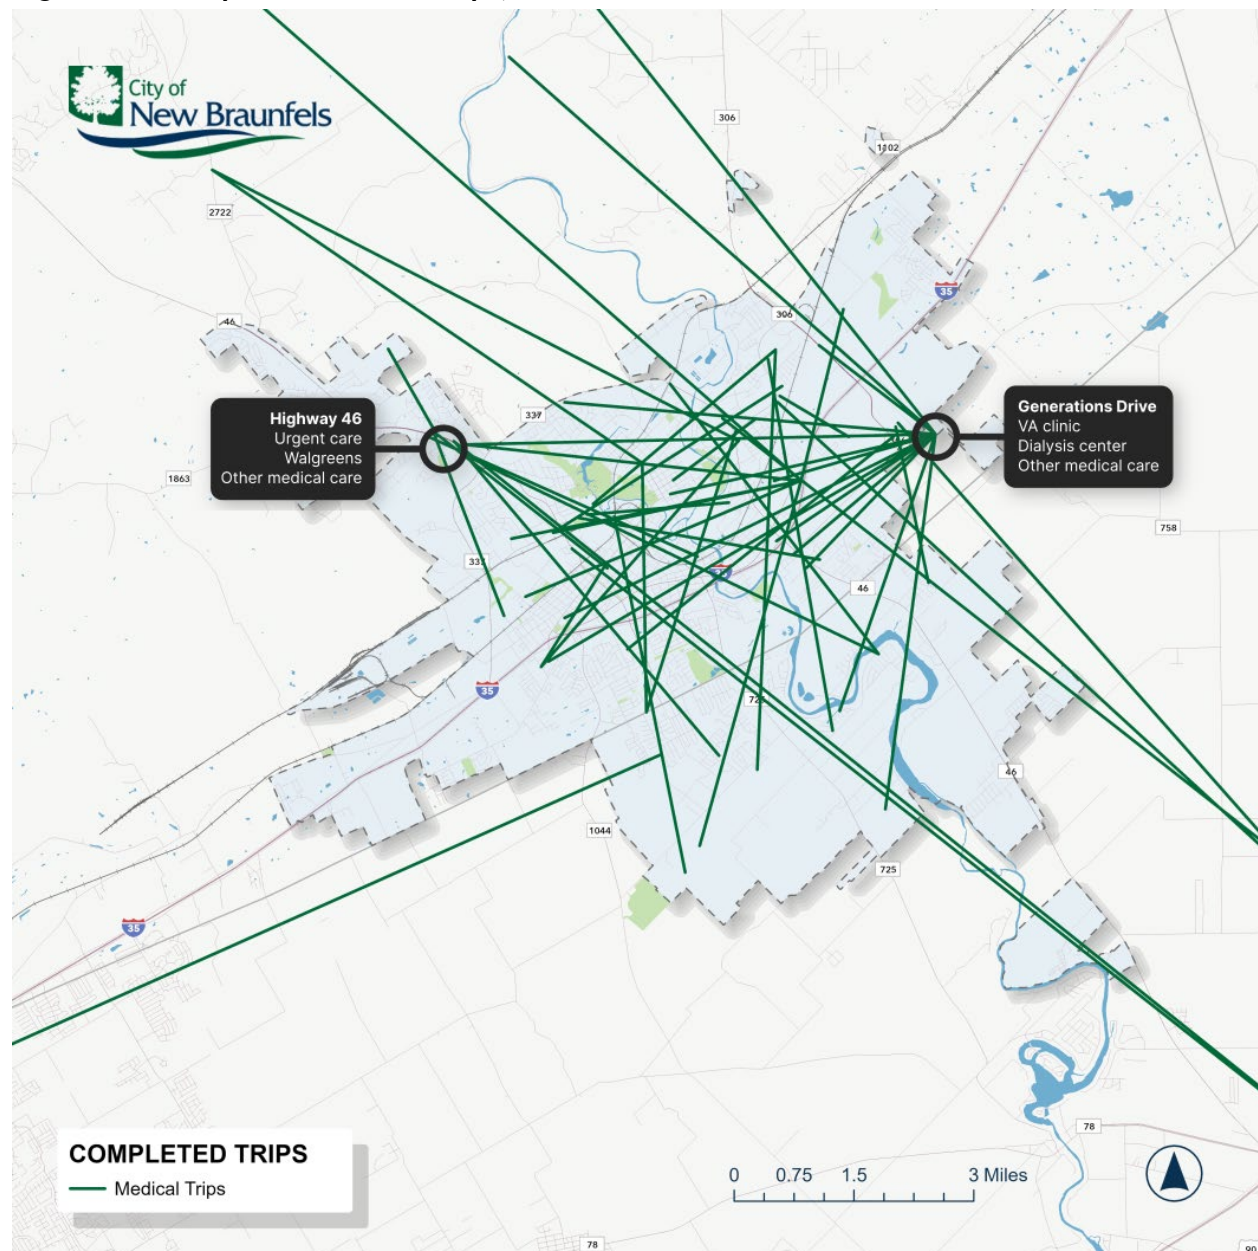 City of
New Braunfels
306
1102
2722
35
46
306
337
Highway 46
Urgent care
Walgreens
Other medical care
Generations Drive
VA clinic
Dialysis center
Other medical care
1863
758
46
35
46
1044
725
35
78
COMPLETED TRIPS
Medical Trips
0 0.75 1.5 3 Miles
78